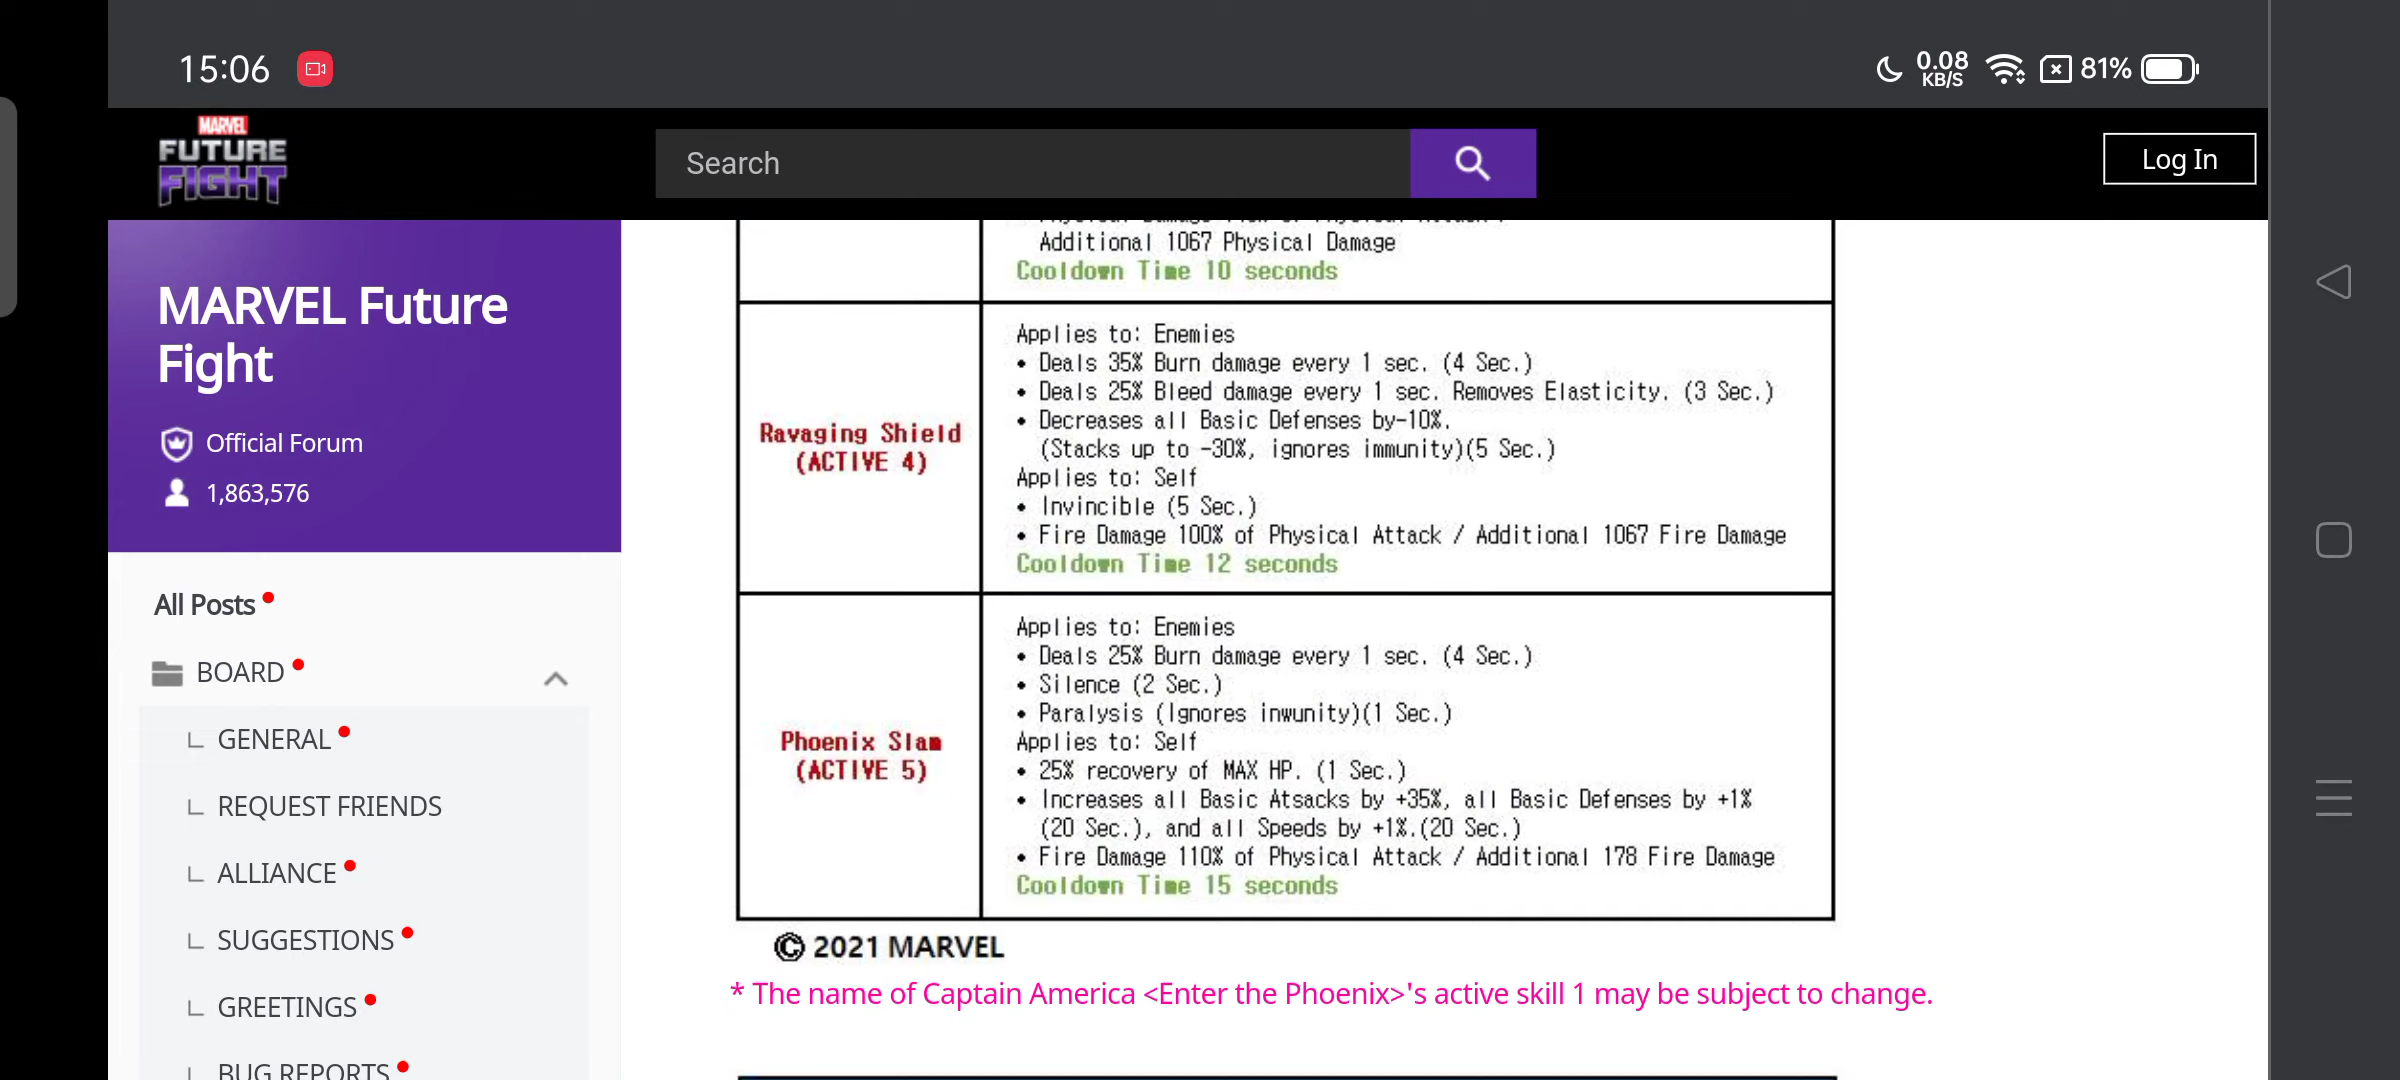 15:06
0.08
KB/S
81%
MARVEL
FUTURE
FIGHT
Search
Log In
MARVEL Future
Fight
Official Forum
1,863,576
All Posts
BOARD
GENERAL
REQUEST FRIENDS
ALLIANCE
SUGGESTIONS
GREETINGS
BUG REPORTS
Additional 1067 Physical Damage
Cooldown Time 10 seconds
Ravaging Shield
(ACTIVE 4)
Applies to: Enemies
• Deals 35% Burn damage every 1 sec. (4 Sec.)
• Deals 25% Bleed damage every 1 sec. Removes Elasticity. (3 Sec.)
• Decreases all Basic Defenses by-10%.
(Stacks up to -30%, ignores immunity)(5 Sec.)
Applies to: Self
• Invincible (5 Sec.)
• Fire Damage 100% of Physical Attack / Additional 1067 Fire Damage
Cooldown Time 12 seconds
Phoenix Slam
(ACTIVE 5)
Applies to: Enemies
• Deals 25% Burn damage every 1 sec. (4 Sec.)
• Silence (2 Sec.)
• Paralysis (Ignores inwunity)(1 Sec.)
Applies to: Self
• 25% recovery of MAX HP. (1 Sec.)
• Increases all Basic Atsacks by +35%, all Basic Defenses by +1%
(20 Sec.), and all Speeds by +1%.(20 Sec.)
• Fire Damage 110% of Physical Attack / Additional 178 Fire Damage
Cooldown Time 15 seconds
© 2021 MARVEL
* The name of Captain America <Enter the Phoenix>'s active skill 1 may be subject to change.